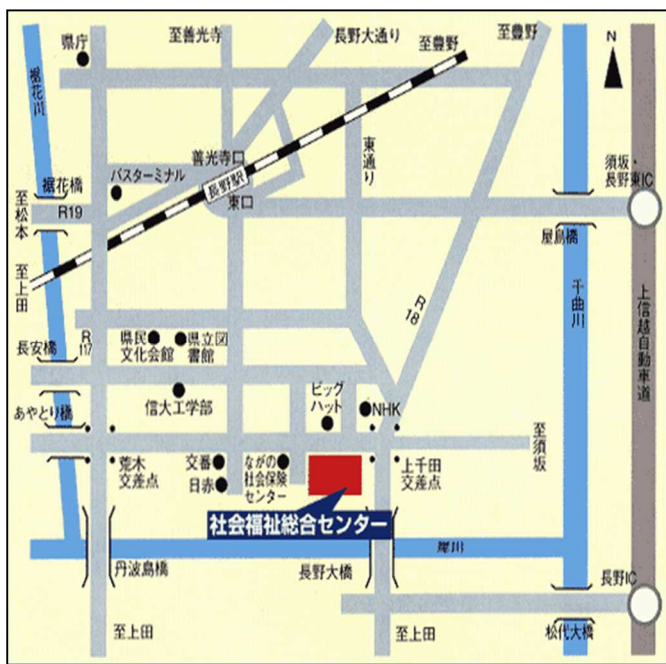 至善光寺
長野大通り
至豊野
至豊野
N
県庁
裾花川
善光寺口
東通り
須坂・
長野東IC
バスターミナル
長野駅
裾花橋
東口
R19
至松本
屋島橋
至上田
千曲川
上信越自動車道
R
18
R
117
県民
文化会館
県立図
書館
長安橋
信大工学部
ビッグ
ハット
NHK
あやとり橋
至須坂
荒木
交差点
交番
日赤
ながの
社会保険
センター
上千田
交差点
社会福祉総合センター
犀川
丹波島橋
長野大橋
長野IC
至上田
至上田
松代大橋